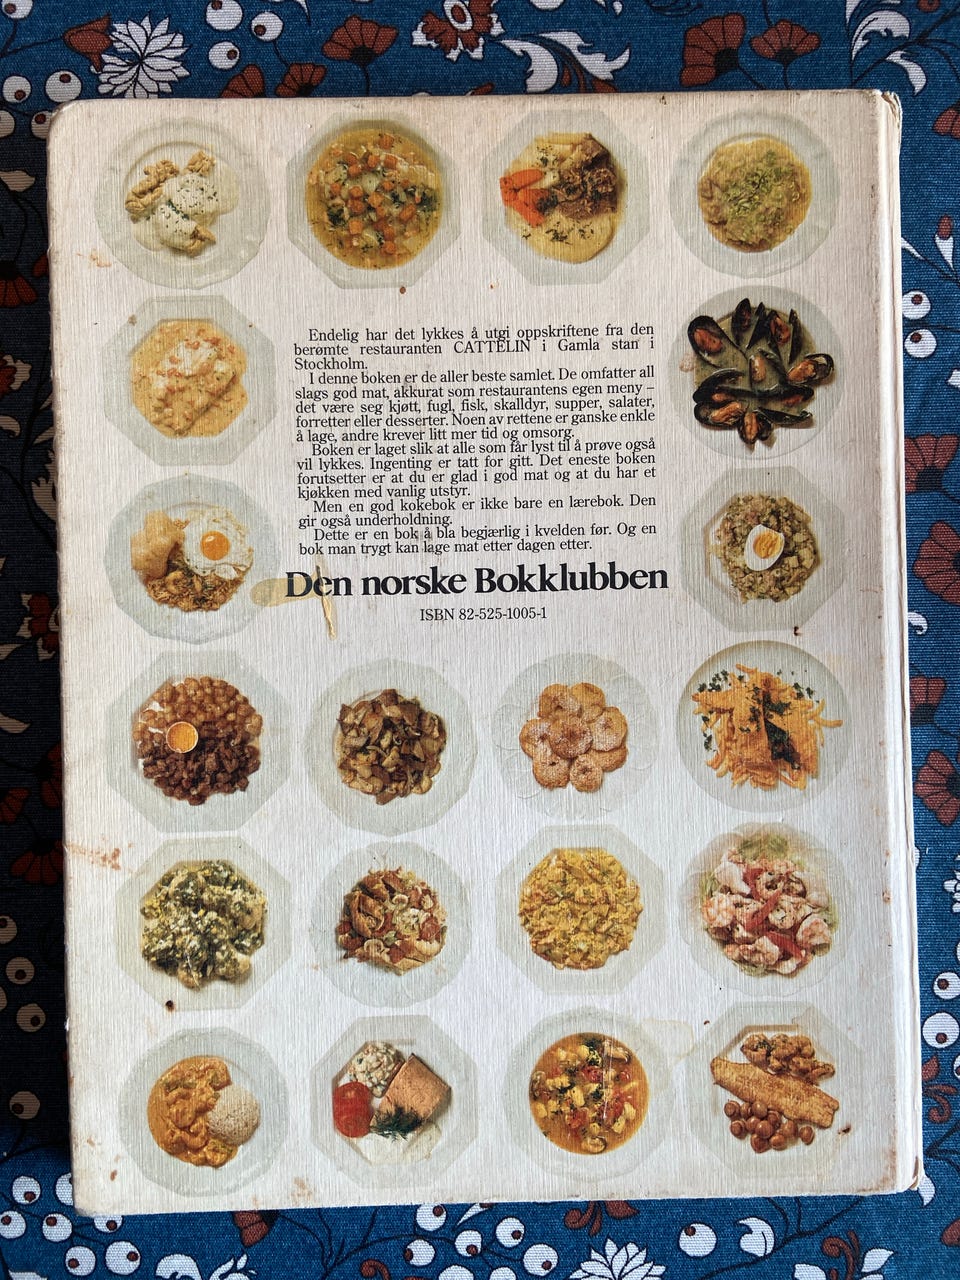 Endelig har det lykkes å utgi oppskriftene fra den
berømte restauranten CATTELIN i Gamla stan i
Stockholm.
I denne boken er de aller beste samlet. De omfatter all
slags god mat, akkurat som restaurantens egen meny –
det være seg kjøtt, fugl, fisk, skalldyr, supper, salater,
forretter eller desserter. Noen av rettene er ganske enkle
å lage, andre krever litt mer tid og omsorg.
Boken er laget slik at alle som får lyst til å prøve også
vil lykkes. Ingenting er tatt for gitt. Det eneste boken
forutsetter er at du er glad i god mat og at du har et
kjøkken med vanlig utstyr.
Men en god kokebok er ikke bare en lærebok. Den
gir også underholdning.
Dette er en bok å bla begjærlig i kvelden før. Og en
bok man trygt kan lage mat etter dagen etter.
Den norske Bokklubben
ISBN 82-525-1005-1